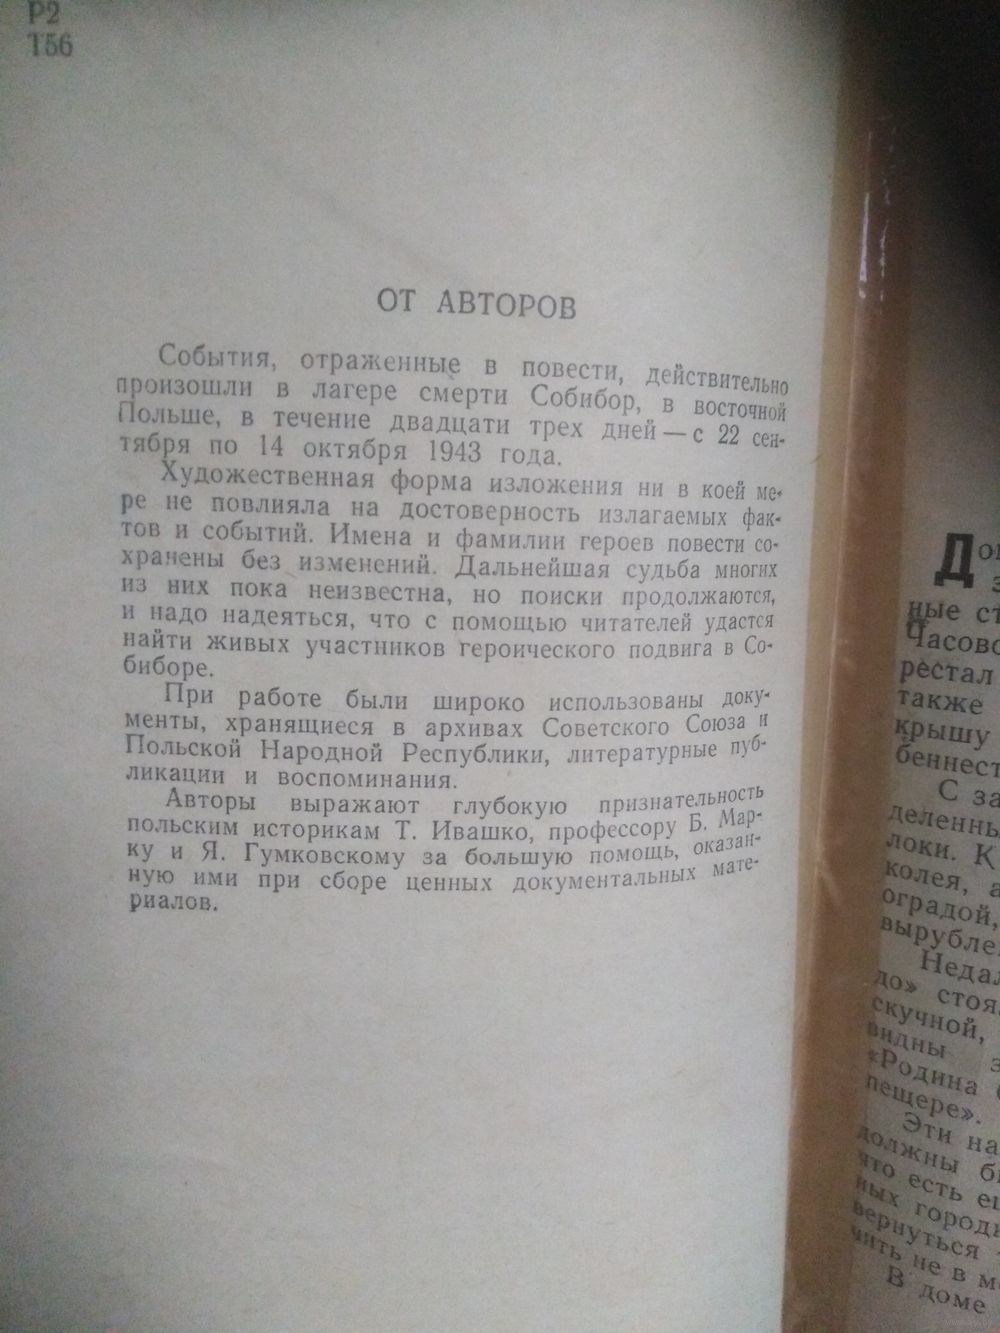 Р2
Т56
ОТ АВТОРОВ
События, отраженные в повести, действительно
произошли в лагере смерти Собибор, в восточной
Польше, в течение двадцати трех дней — с 22 сен-
тября по 14 октября 1943 года.
Художественная форма изложения ни в коей ме-
ре не повлияла на достоверность излагаемых фак-
тов и событий. Имена и фамилии героев повести со-
хранены без изменений. Дальнейшая судьба многих
из них пока неизвестна, но поиски продолжаются,
и надо надеяться, что с помощью читателей удастся
найти живых участников героического подвига в Со-
биборе.
При работе были широко использованы доку-
менты, хранящиеся в архивах Советского Союза и
Польской Народной Республики, литературные пуб-
ликации и воспоминания.
Авторы выражают глубокую признательность
польским историкам Т. Ивашко, профессору Б. Мар-
ку и Я. Гумковскому за большую помощь, оказан-
ную ими при сборе ценных документальных мате-
риалов.
ные ст
Часово
рестал
также
крышу
беннест
С за
деленны
локи. К
колея, а
оградой,
вырубле
Недал
до» стоя
скучной,
видны з
«Родина
пещере».
Эти на
должны б
что есть ещ
ных город
вернуться
мить не в м
В доме